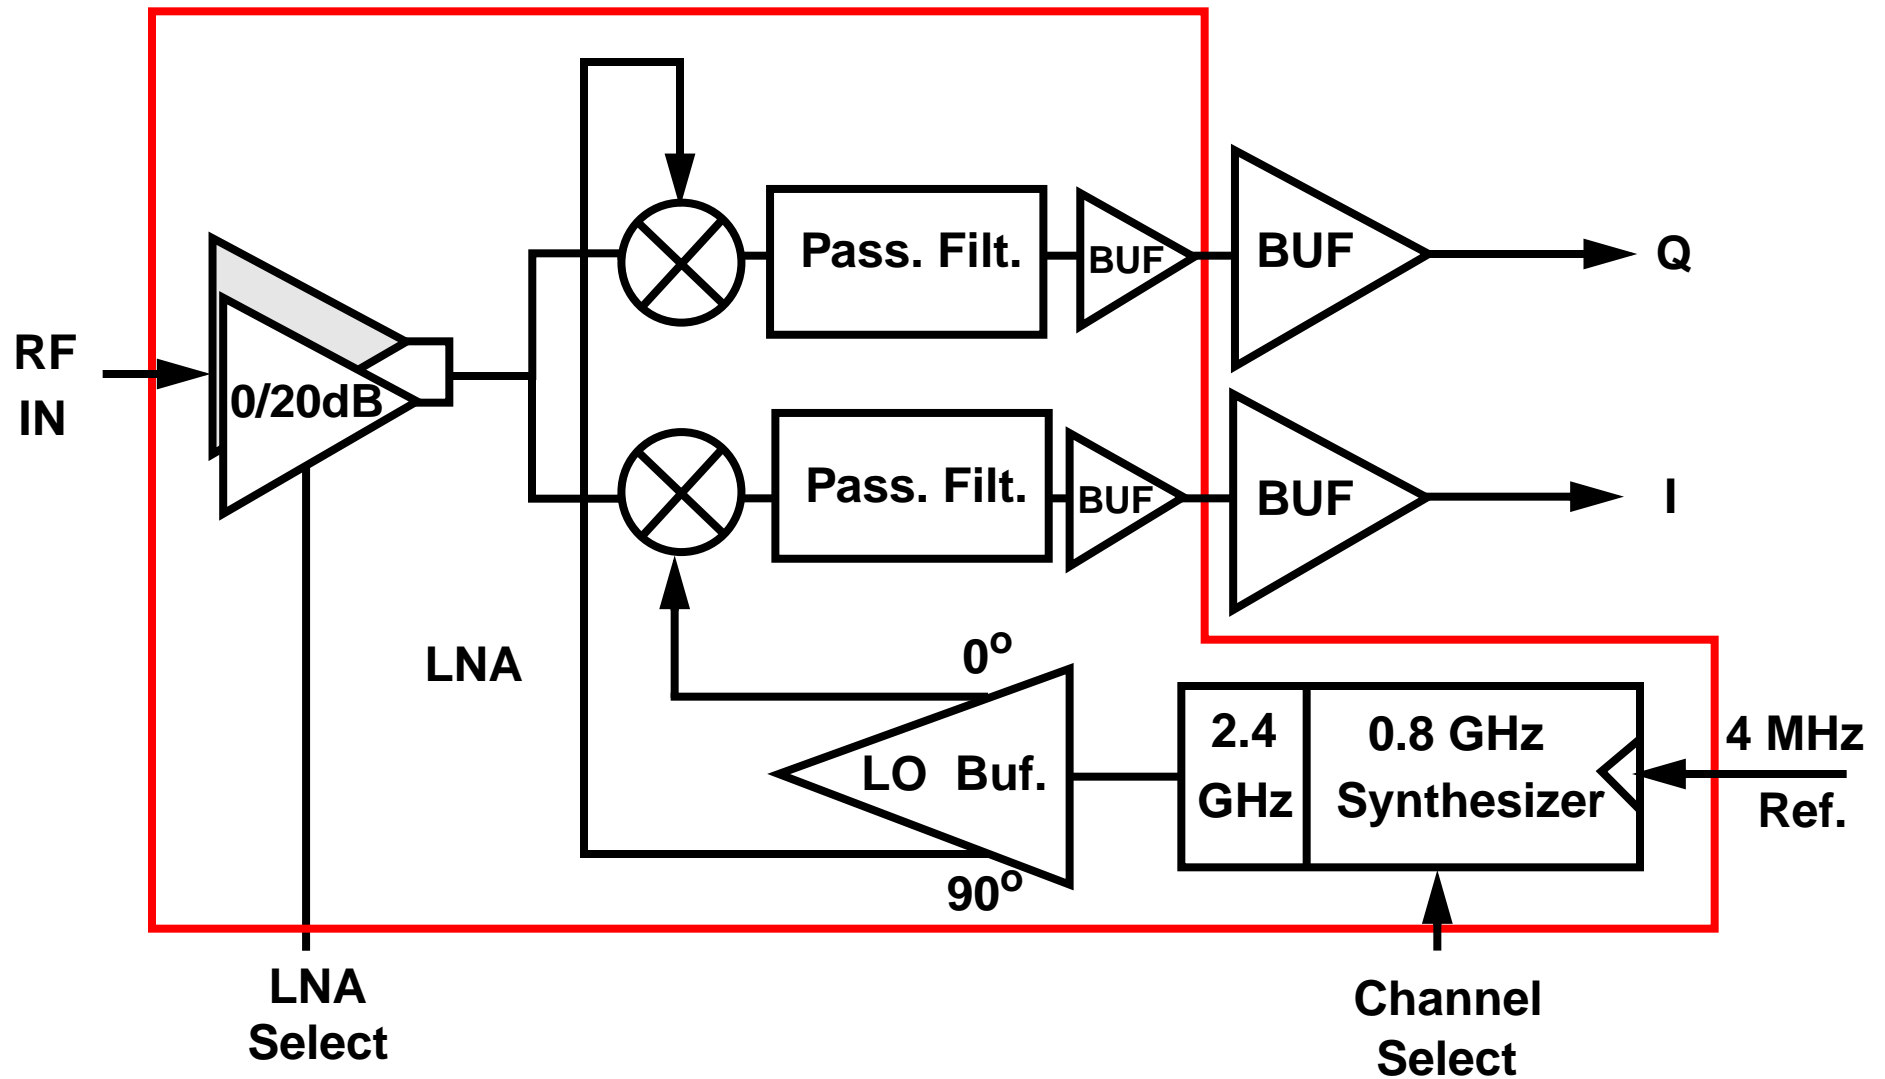 Pass. Filt.
BUF
BUF
Q
RF
IN
0/20dB
Pass. Filt.
BUF
BUF
I
LNA
0o
LO Buf.
90o
2.4
GHz
0.8 GHz
Synthesizer
4 MHz
Ref.
LNA
Select
Channel
Select